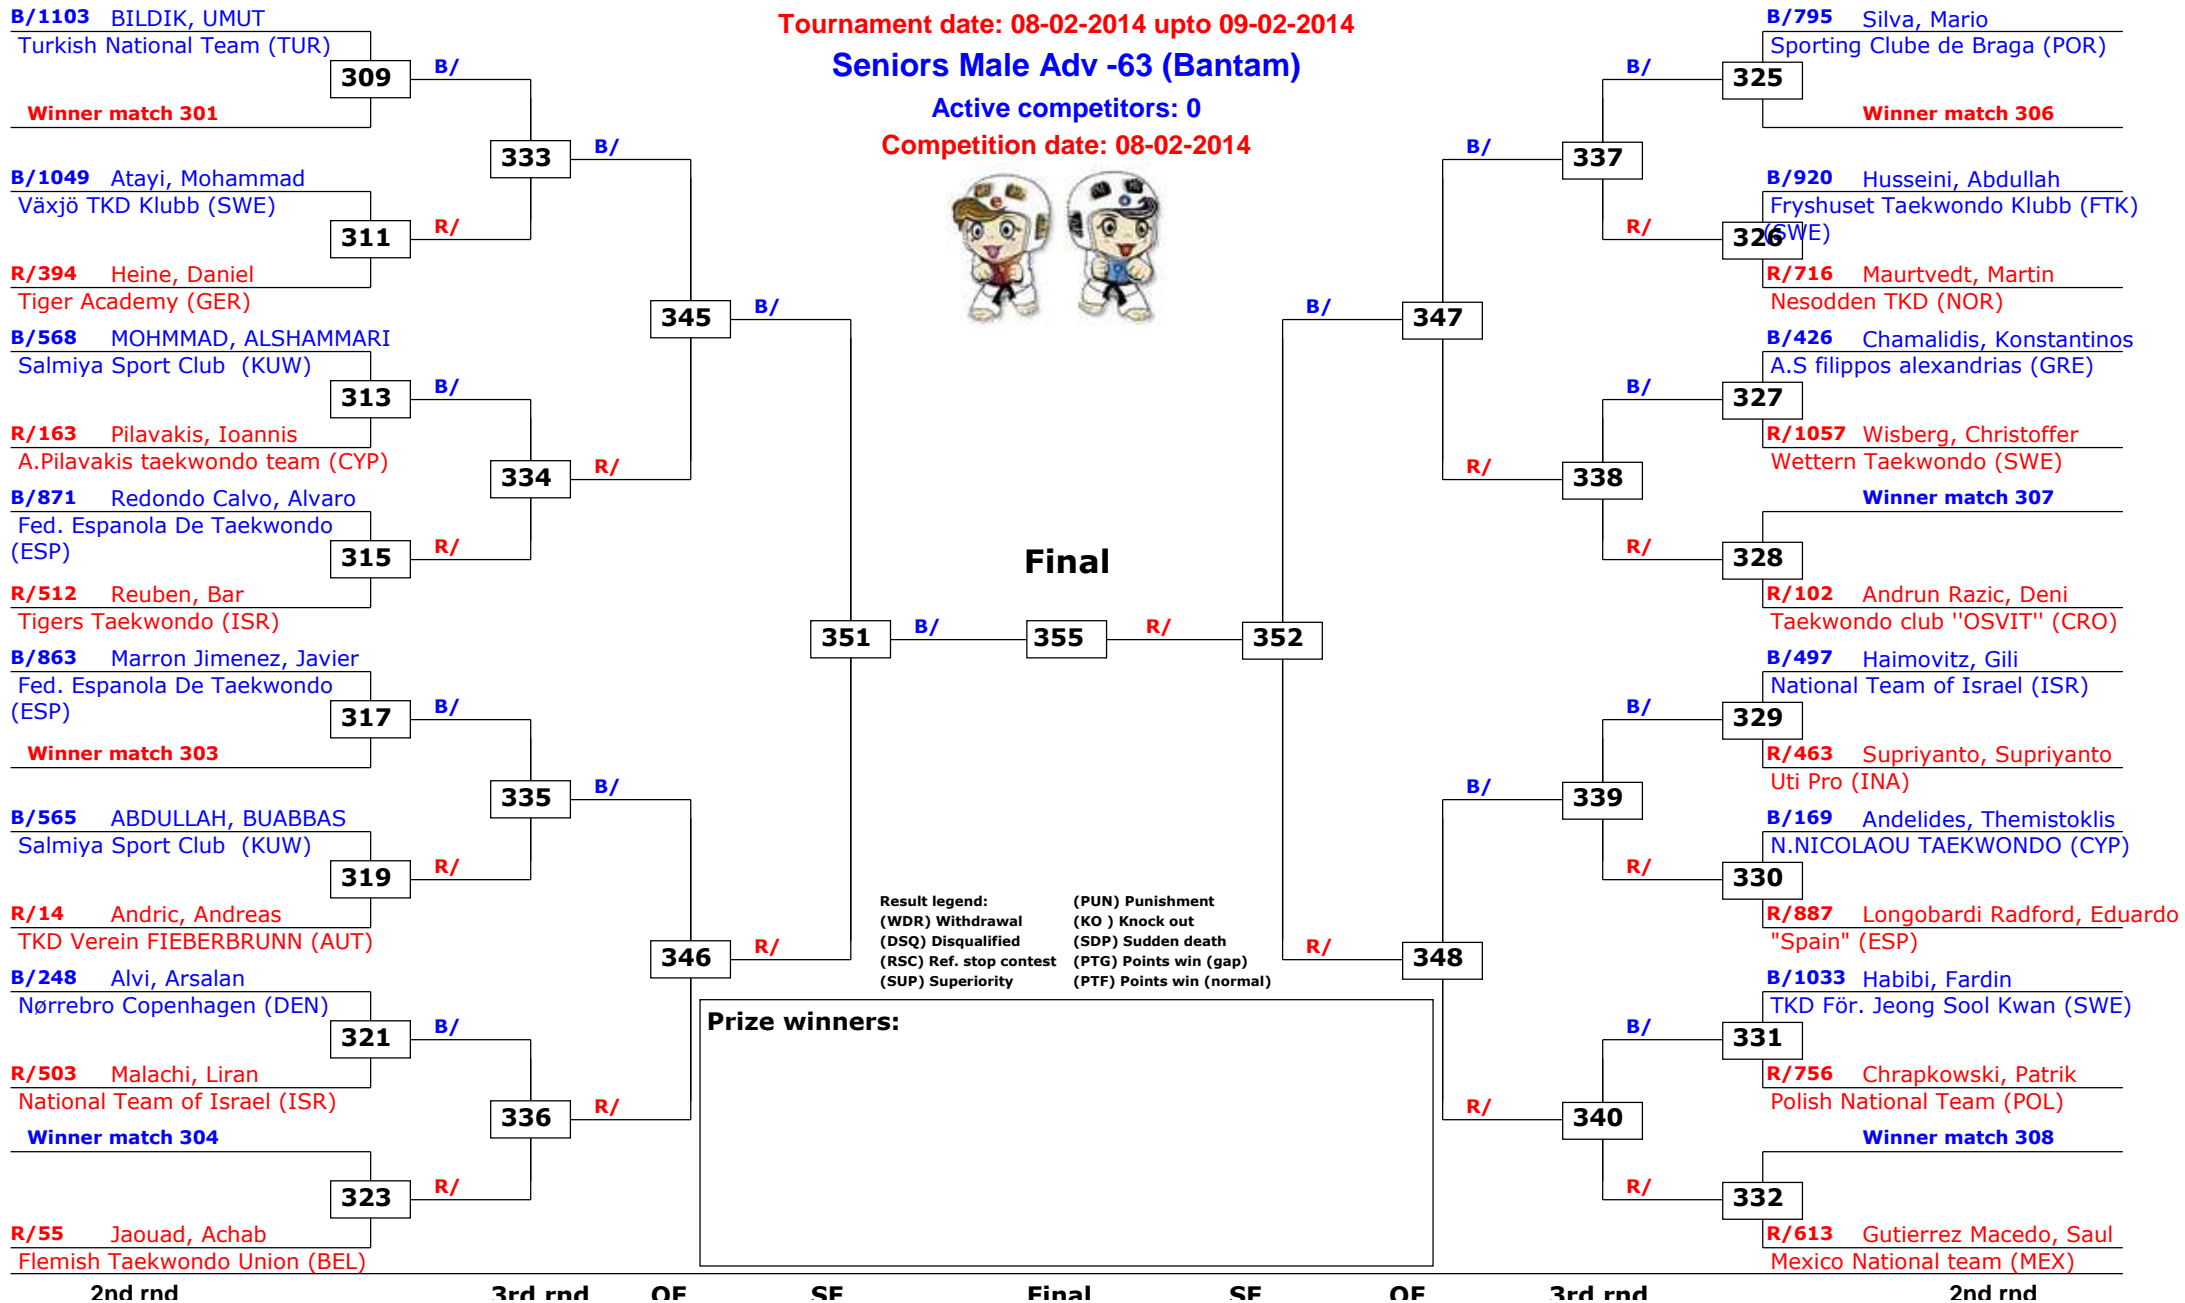 Tournament date: 08-02-2014 upto 09-02-2014
Seniors Male Adv -63 (Bantam)
Active competitors: 0
Competition date: 08-02-2014
B/1103 BILDIK, UMUT
Turkish National Team (TUR)
309
B/
Winner match 301
333
B/
B/1049 Atayi, Mohammad
Växjö TKD Klubb (SWE)
311
R/
R/394 Heine, Daniel
Tiger Academy (GER)
345
B/
B/568 MOHMMAD, ALSHAMMARI
Salmiya Sport Club (KUW)
313
B/
R/163 Pilavakis, Ioannis
A.Pilavakis taekwondo team (CYP)
334
R/
B/871 Redondo Calvo, Alvaro
Fed. Espanola De Taekwondo
(ESP)
315
R/
R/512 Reuben, Bar
Tigers Taekwondo (ISR)
351
B/
B/863 Marron Jimenez, Javier
Fed. Espanola De Taekwondo
(ESP)
317
B/
Winner match 303
335
B/
B/565 ABDULLAH, BUABBAS
Salmiya Sport Club (KUW)
319
R/
R/14 Andric, Andreas
TKD Verein FIEBERBRUNN (AUT)
346
R/
B/248 Alvi, Arsalan
Nørrebro Copenhagen (DEN)
321
B/
R/503 Malachi, Liran
National Team of Israel (ISR)
336
R/
Winner match 304
323
R/
R/55 Jaouad, Achab
Flemish Taekwondo Union (BEL)
Final
355
R/
352
B/795 Silva, Mario
Sporting Clube de Braga (POR)
325
B/
Winner match 306
337
B/
B/920 Husseini, Abdullah
Fryshuset Taekwondo Klubb (FTK)
(SWE)
326
R/
R/716 Maurtvedt, Martin
Nesodden TKD (NOR)
347
B/
B/426 Chamalidis, Konstantinos
A.S filippos alexandrias (GRE)
327
B/
R/1057 Wisberg, Christoffer
Wettern Taekwondo (SWE)
338
R/
Winner match 307
328
R/
R/102 Andrun Razic, Deni
Taekwondo club "OSVIT" (CRO)
B/497 Haimovitz, Gili
National Team of Israel (ISR)
329
B/
R/463 Supriyanto, Supriyanto
Uti Pro (INA)
339
B/
B/169 Andelides, Themistoklis
N.NICOLAOU TAEKWONDO (CYP)
330
R/
R/887 Longobardi Radford, Eduardo
"Spain" (ESP)
348
R/
B/1033 Habibi, Fardin
TKD För. Jeong Sool Kwan (SWE)
331
B/
R/756 Chrapkowski, Patrik
Polish National Team (POL)
340
R/
Winner match 308
332
R/
R/613 Gutierrez Macedo, Saul
Mexico National team (MEX)
Result legend: (PUN) Punishment
(WDR) Withdrawal (KO ) Knock out
(DSQ) Disqualified (SDP) Sudden death
(RSC) Ref. stop contest (PTG) Points win (gap)
(SUP) Superiority (PTF) Points win (normal)
Prize winners:
2nd rnd 3rd rnd QF SF Final SF QF 3rd rnd 2nd rnd